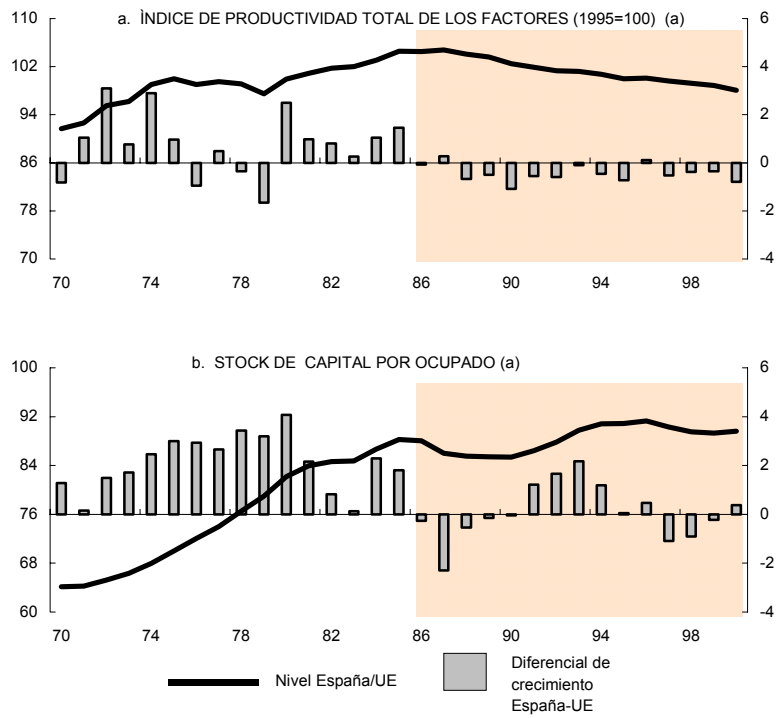 a. ÌNDICE DE PRODUCTIVIDAD TOTAL DE LOS FACTORES (1995=100) (a)
110 6
102 4
94 2
86 0
78 -2
70 -4
70 74 78 82 86 90 94 98
b. STOCK DE CAPITAL POR OCUPADO (a)
100 6
92 4
84 2
76 0
68 -2
60 -4
70 74 78 82 86 90 94 98
Nivel España/UE
Diferencial de
crecimiento
España-UE